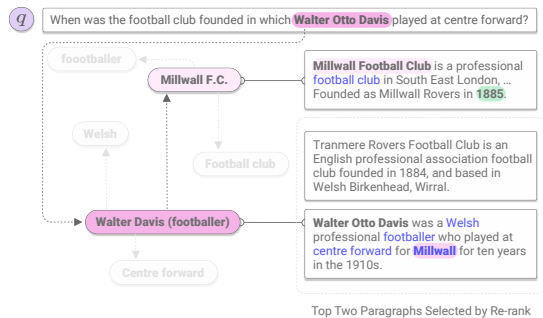 q When was the football club founded in which Walter Otto Davis played at centre forward?
foootballer
Millwall F.C.
Millwall Football Club is a professional
football club in South East London, ...
Founded as Millwall Rovers in 1885.
Welsh
Football club
Tranmere Rovers Football Club is an
English professional association football
club founded in 1884, and based in
Welsh Birkenhead, Wirral.
Walter Davis (footballer)
Walter Otto Davis was a Welsh
professional footballer who played at
centre forward for Millwall for ten years
in the 1910s.
Centre forward
Top Two Paragraphs Selected by Re-rank